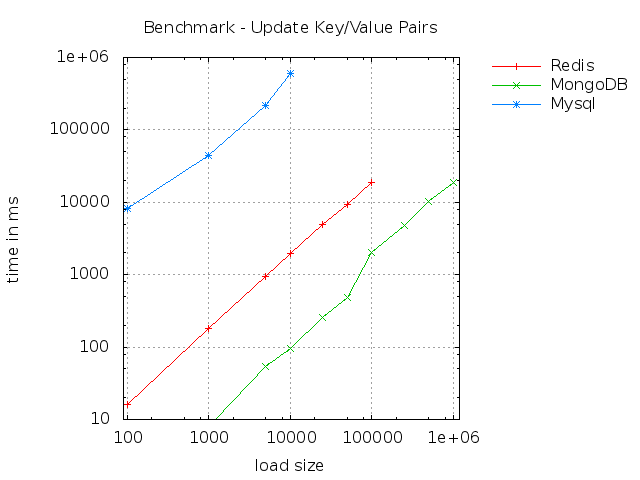 Benchmark - Update Key/Value Pairs
Redis
MongoDB
Mysql
time in ms
1e+06
100000
10000
1000
100
10
100 1000 10000 100000 1e+06
load size